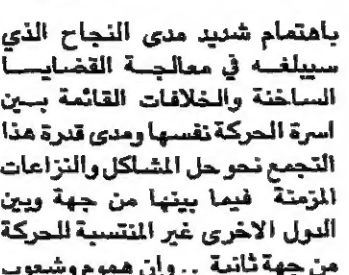 باهتمام شديد مدى النجاح الذي
سيبلغه في معالجة القضايا
الساخنة والخلافات القائمة بين
اسرة الحركة نفسها ومدى قدرة هذا
التجمع نحو حل المشاكل والنزاعات
المزمنة فيما بينها من جهة وبين
الدول الاخرى غير المنتسبة للحركة
من جهة ثانية .. وان هموم وشعوب